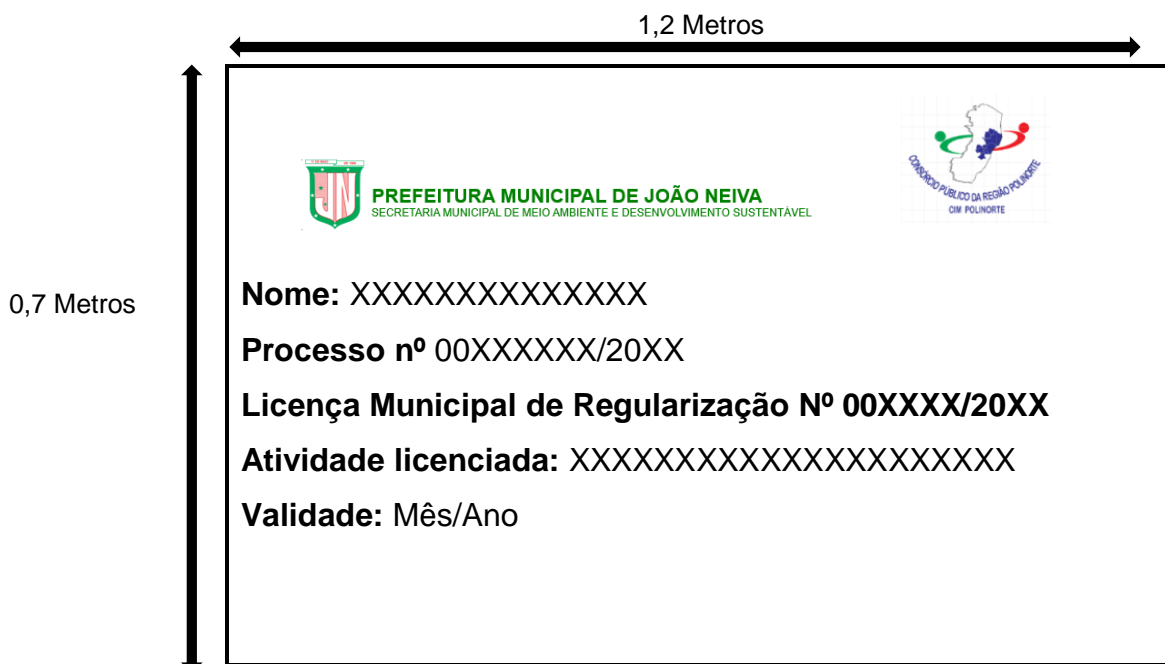 1,2 Metros
PREFEITURA MUNICIPAL DE JOÃO NEIVA
SECRETARIA MUNICIPAL DE MEIO AMBIENTE E DESENVOLVIMENTO SUSTENTÁVEL
CONSÓRCIO PÚBLICO DA REGIÃO POLINORTE
CIM POLINORTE
0,7 Metros
Nome: XXXXXXXXXXXXXX
Processo nº 00XXXXXX/20XX
Licença Municipal de Regularização Nº 00XXXX/20XX
Atividade licenciada: XXXXXXXXXXXXXXXXXXXXX
Validade: Mês/Ano